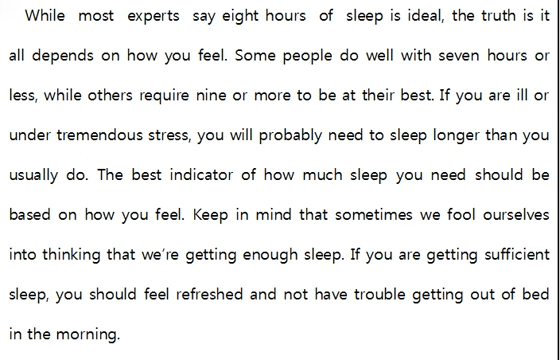 While most experts say eight hours of sleep is ideal, the truth is it
all depends on how you feel. Some people do well with seven hours or
less, while others require nine or more to be at their best. If you are ill or
under tremendous stress, you will probably need to sleep longer than you
usually do. The best indicator of how much sleep you need should be
based on how you feel. Keep in mind that sometimes we fool ourselves
into thinking that we're getting enough sleep. If you are getting sufficient
sleep, you should feel refreshed and not have trouble getting out of bed
in the morning.